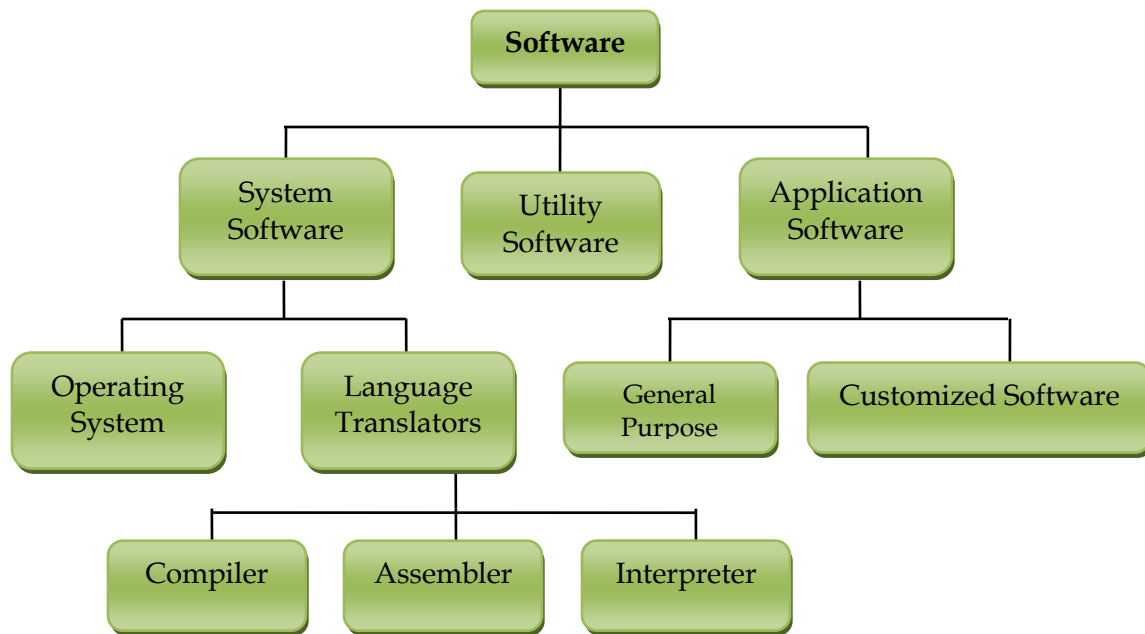 Software
System
Software
Utility
Software
Application
Software
Operating
System
Language
Translators
General
Purpose
Customized Software
Compiler
Assembler
Interpreter